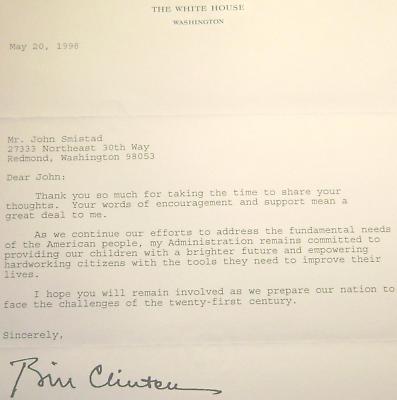 THE WHITE HOUSE
WASHINGTON
May 20, 1998
Mr. John Smistad
27333 Northeast 30th Way
Redmond, Washington 98053
Dear John:
Thank you so much for taking the time to share your
thoughts. Your words of encouragement and support mean a
great deal to me.
As we continue our efforts to address the fundamental needs
of the American people, my Administration remains committed to
providing our children with a brighter future and empowering
hardworking citizens with the tools they need to improve their
lives.
I hope you will remain involved as we prepare our nation to
face the challenges of the twenty-first century.
Sincerely,
Bill Clinton